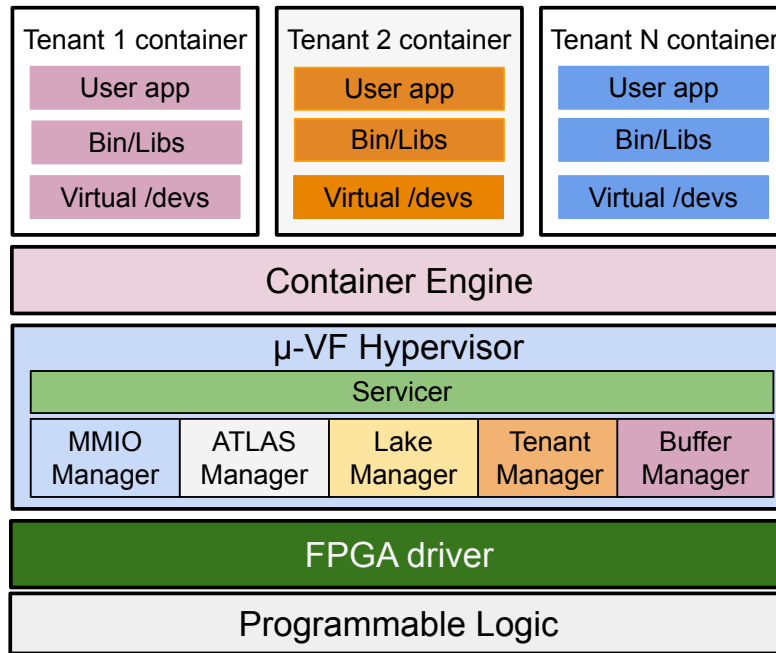 Tenant 1 container
User app
Bin/Libs
Virtual /devs
Tenant 2 container
User app
Bin/Libs
Virtual /devs
Tenant N container
User app
Bin/Libs
Virtual /devs
Container Engine
μ-VF Hypervisor
Servicer
MMIO
Manager
ATLAS
Manager
Lake
Manager
Tenant
Manager
Buffer
Manager
FPGA driver
Programmable Logic